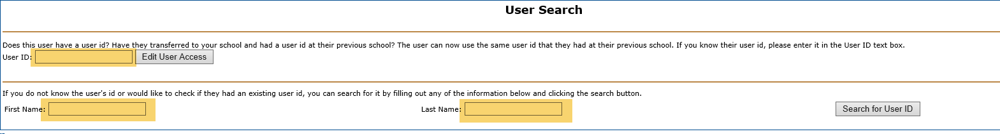 User Search
Does this user have a user id? Have they transferred to your school and had a user id at their previous school? The user can now use the same user id that they had at their previous school. If you know their user id, please enter it in the User ID text box.
User ID: Edit User Access
If you do not know the user's id or would like to check if they had an existing user id, you can search for it by filling out any of the information below and clicking the search button.
First Name: Last Name: Search for User ID